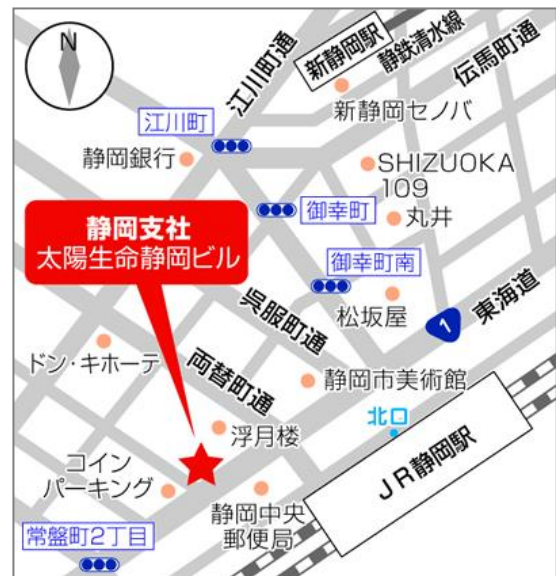 N
江川町通
新静岡駅
静鉄清水線
伝馬町通
新静岡セノバ
江川町
静岡銀行
SHIZUOKA
109
御幸町
丸井
静岡支社
太陽生命静岡ビル
御幸町南
呉服町通
松坂屋
1
東海道
ドン・キホーテ
両替町通
静岡市美術館
北口
浮月楼
JR静岡駅
コイン
パーキング
静岡中央
郵便局
常盤町2丁目